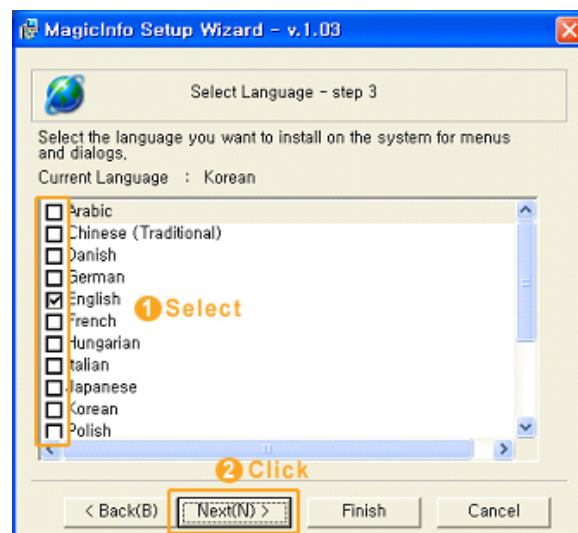 MagicInfo Setup Wizard - v.1.03
Select Language - step 3
Select the language you want to install on the system for menus
and dialogs.
Current Language : Korean
Arabic
Chinese (Traditional)
Danish
German
English
1 Select
French
Hungarian
Italian
Japanese
Korean
Polish
2 Click
< Back(B)
Next(N) >
Finish
Cancel